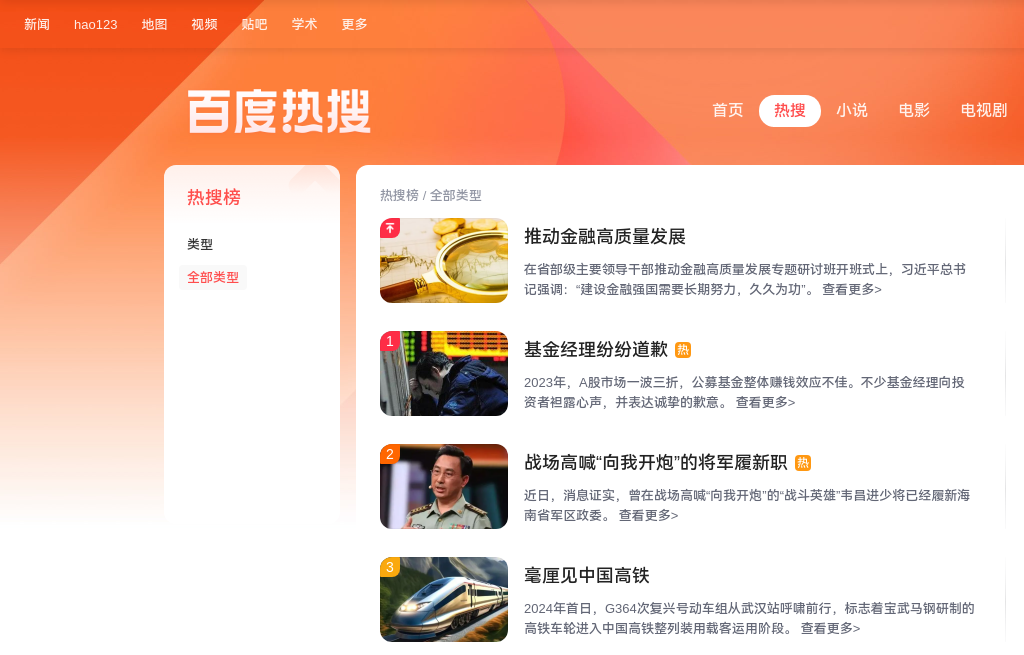 新闻 hao123 地图 视频 贴吧 学术 更多
百度热搜
首页 热搜 小说 电影 电视剧
热搜榜
类型
全部类型
热搜榜 / 全部类型
推动金融高质量发展
在省部级主要领导干部推动金融高质量发展专题研讨班开班式上，习近平总书
记强调：“建设金融强国需要长期努力，久久为功”。 查看更多>
1
基金经理纷纷道歉 热
2023年，A股市场一波三折，公募基金整体赚钱效应不佳。不少基金经理向投
资者袒露心声，并表达诚挚的歉意。 查看更多>
2
战场高喊“向我开炮”的将军履新职 热
近日，消息证实，曾在战场高喊“向我开炮”的“战斗英雄”韦昌进少将已经履新海
南省军区政委。 查看更多>
3
毫厘见中国高铁
2024年首日，G364次复兴号动车组从武汉站呼啸前行，标志着宝武马钢研制的
高铁车轮进入中国高铁整列装用载客运用阶段。 查看更多>